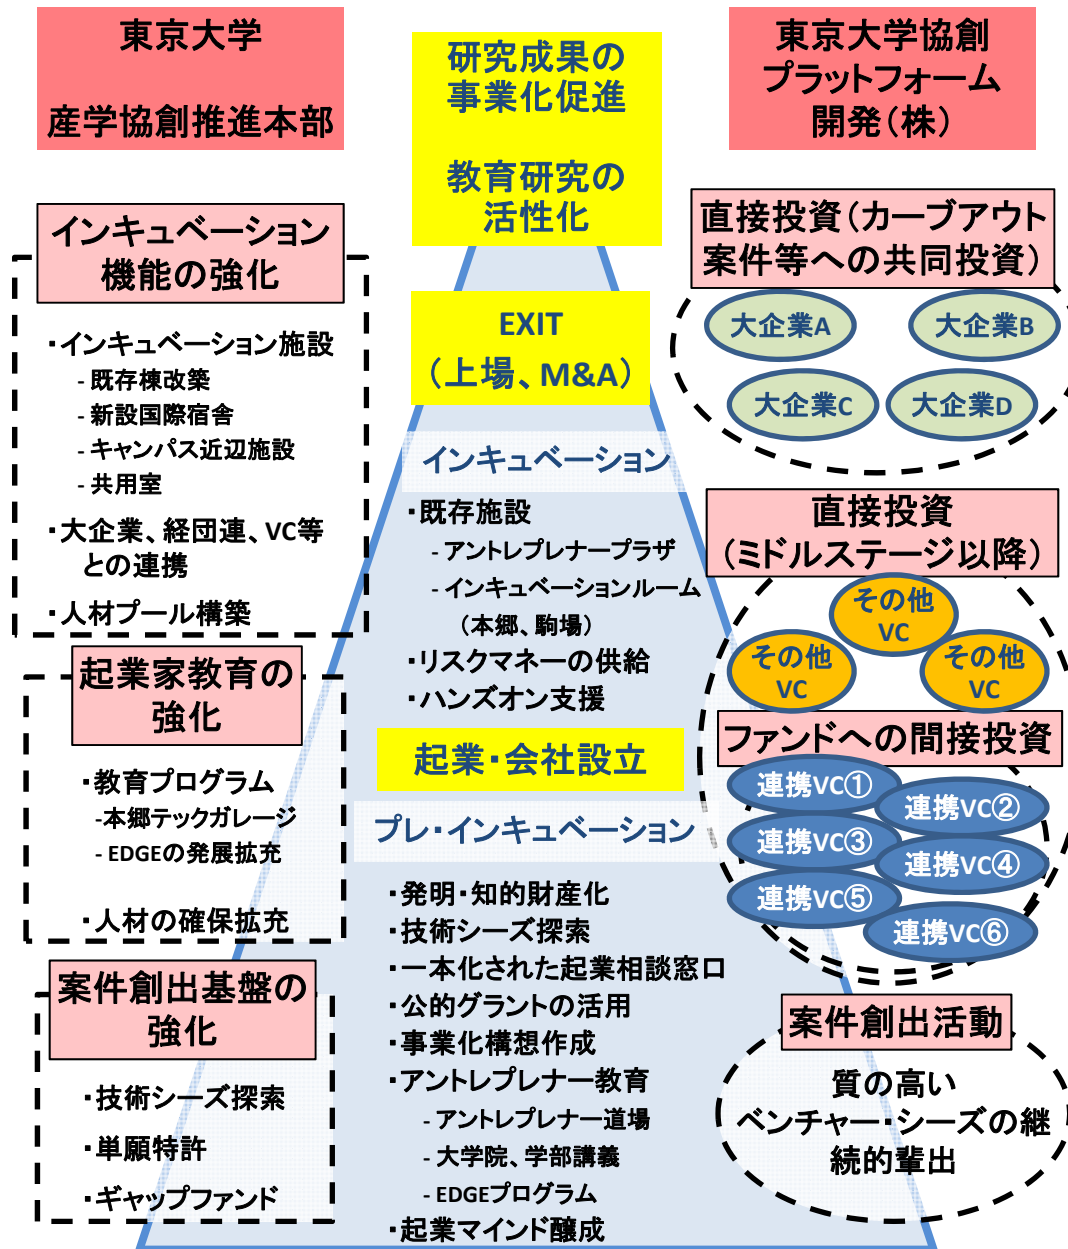 東京大学
産学協創推進本部
インキュベーション
機能の強化
・インキュベーション施設
- 既存棟改築
- 新設国際宿舎
- キャンパス近辺施設
- 共用室
・大企業、経団連、VC等
との連携
・人材プール構築
起業家教育の
強化
・教育プログラム
-本郷テックガレージ
- EDGEの発展拡充
・人材の確保拡充
案件創出基盤の
強化
・技術シーズ探索
・単願特許
・ギャップファンド
研究成果の
事業化促進
教育研究の
活性化
EXIT
（上場、M&A）
インキュベーション
・既存施設
- アントレプレナープラザ
- インキュベーションルーム
（本郷、駒場）
・リスクマネーの供給
・ハンズオン支援
起業・会社設立
プレ・インキュベーション
・発明・知的財産化
・技術シーズ探索
・一本化された起業相談窓口
・公的グラントの活用
・事業化構想作成
・アントレプレナー教育
- アントレプレナー道場
- 大学院、学部講義
- EDGEプログラム
・起業マインド醸成
東京大学協創
プラットフォーム
開発（株）
直接投資（カーブアウト
案件等への共同投資）
大企業A
大企業B
大企業C
大企業D
直接投資
（ミドルステージ以降）
その他
VC
その他
VC
その他
VC
ファンドへの間接投資
連携VC①
連携VC②
連携VC③
連携VC④
連携VC⑤
連携VC⑥
案件創出活動
質の高い
ベンチャー・シーズの継
続的輩出